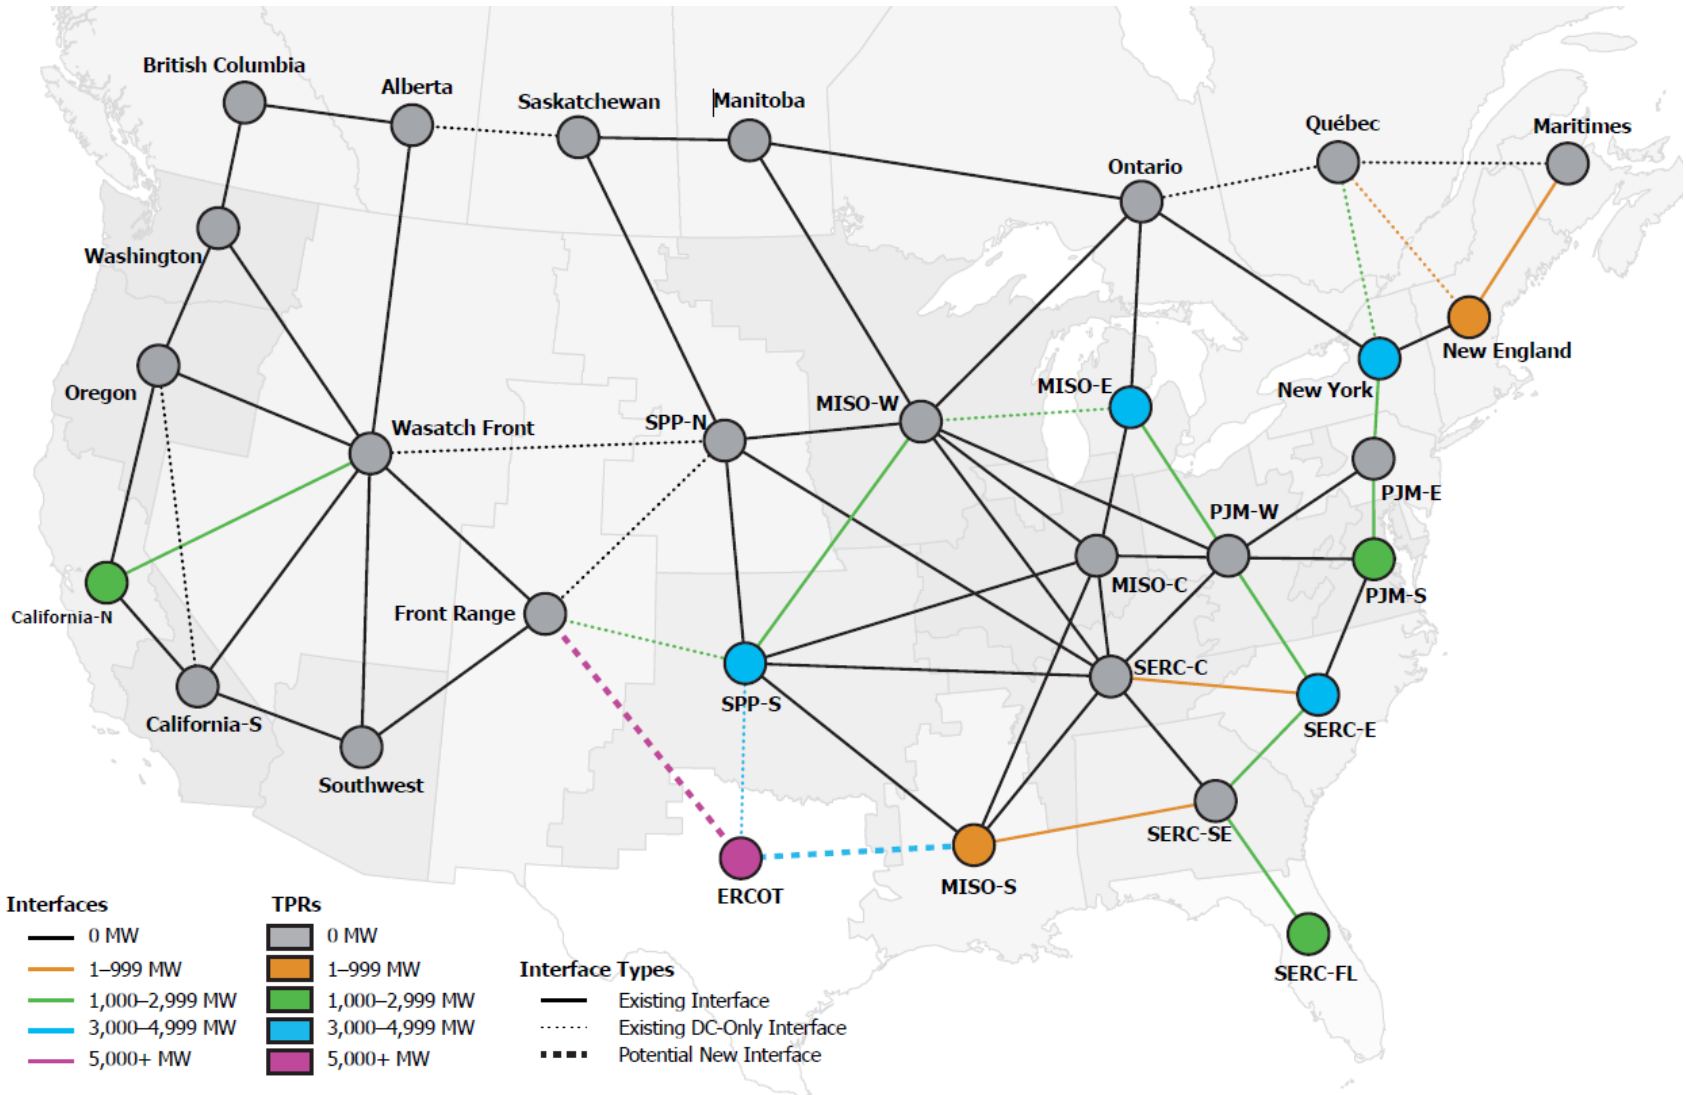 British Columbia
Alberta
Saskatchewan
Manitoba
Québec
Maritimes
Ontario
Washington
Oregon
Wasatch Front
SPP-N
MISO-W
MISO-E
New York
New England
PJM-E
PJM-W
MISO-C
PJM-S
California-N
Front Range
SPP-S
SERC-C
SERC-E
California-S
Southwest
SERC-SE
ERCOT
MISO-S
SERC-FL
Interfaces
0 MW
1–999 MW
1,000–2,999 MW
3,000–4,999 MW
5,000+ MW
TPRs
0 MW
1–999 MW
1,000–2,999 MW
3,000–4,999 MW
5,000+ MW
Interface Types
Existing Interface
Existing DC-Only Interface
Potential New Interface